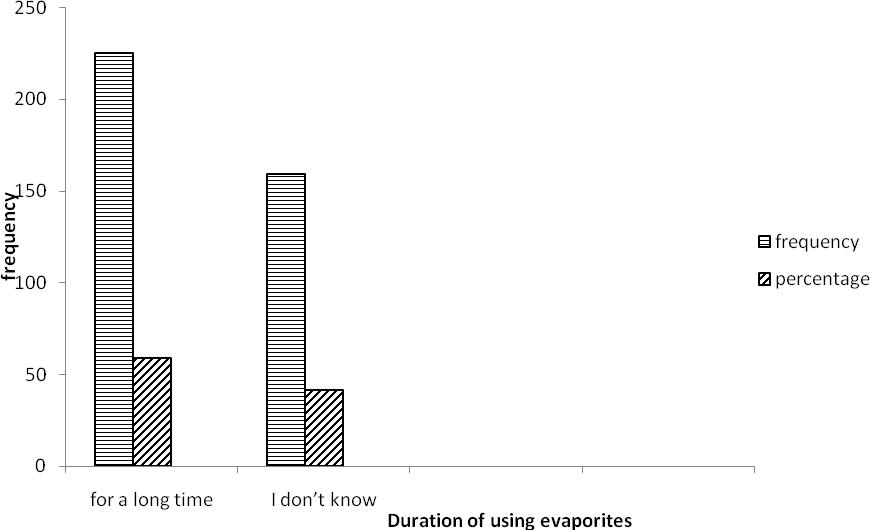 250
200
150
100
50
0
frequency
for a long time
I don't know
Duration of using evaporites
frequency
percentage